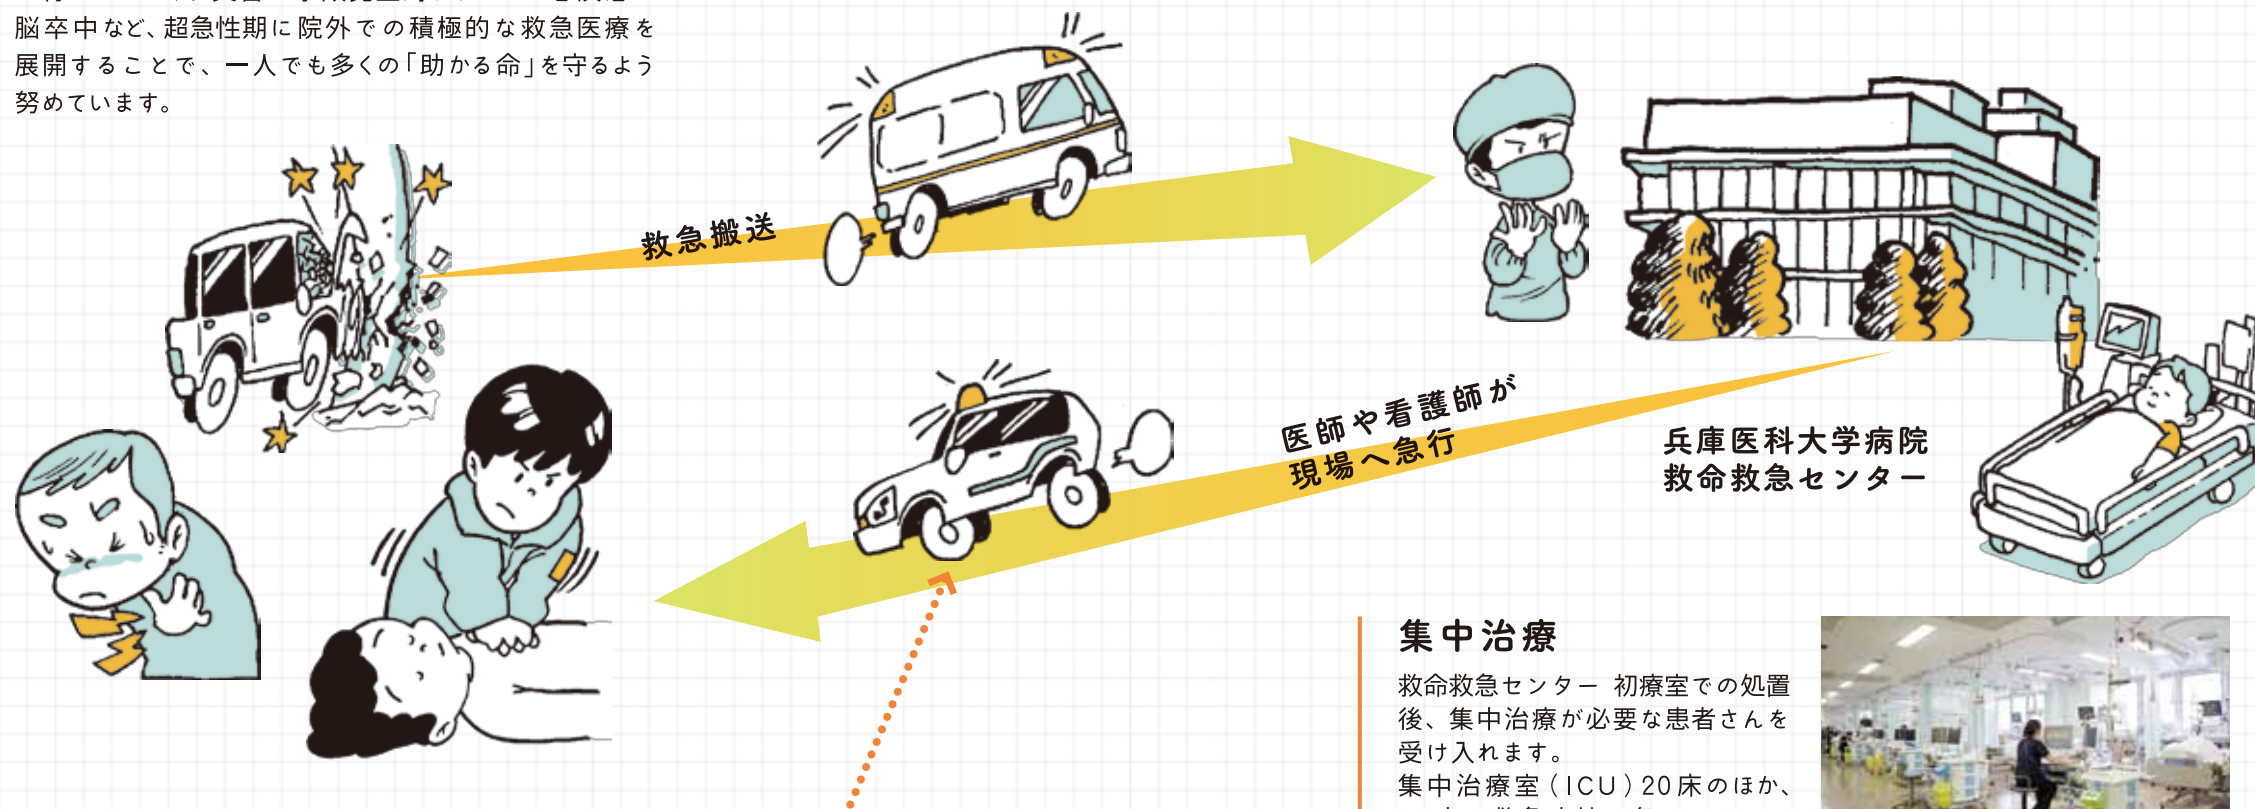 脳卒中など、超急性期に院外での積極的な救急医療を
展開することで、一人でも多くの「助かる命」を守るよう
努めています。
救急搬送
医師や看護師が
現場へ急行
兵庫医科大学病院
救命救急センター
集中治療
救命救急センター 初療室での処置
後、集中治療が必要な患者さんを
受け入れます。
集中治療室(ICU)20床のほか、